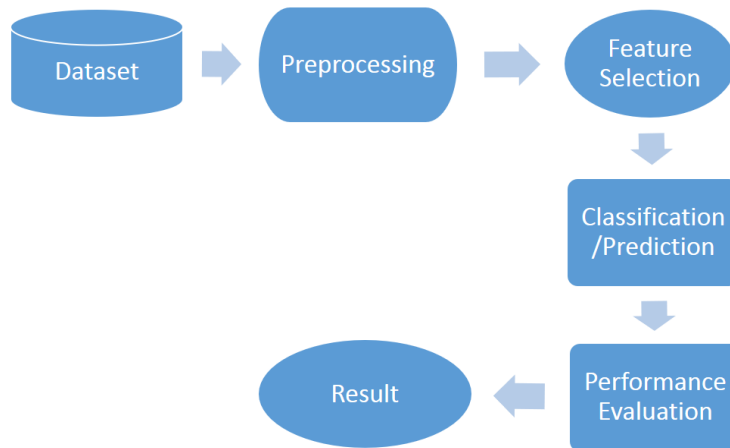 Dataset
Preprocessing
Feature
Selection
Classification
/Prediction
Performance
Evaluation
Result